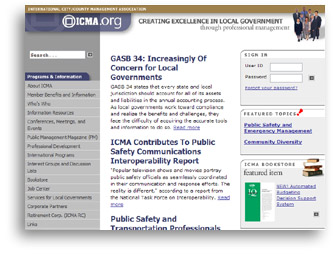 INTERNATIONAL CITY/COUNTY MANAGEMENT ASSOCIATION
ICMA.org
CREATING EXCELLENCE IN LOCAL GOVERNMENT
through professional management
Search ...
Programs & Information
About ICMA
Member Benefits and Information
Who's Who
Information Resources
Conferences, Meetings, and
Events
Public Management Magazine (PM)
Professional Development
International Programs
Interest Groups and Discussion
Lists
Bookstore
Job Center
Services for Local Governments
Corporate Partners
Retirement Corp. (ICMA RC)
Links
GASB 34: Increasingly Of
Concern for Local
Governments
GASB 34 states that every state and local
jurisdiction should account for all of its assets
and liabilities in the annual accounting process.
As local governments work toward compliance
and realize the benefits and challenges, they
face the difficulty of acquiring the accurate tools
and information to do so. Read more
ICMA Contributes To Public
Safety Communications
Interoperability Report
"Popular television shows and movies portray
public safety officials as seamlessly coordinated
in their communication and response efforts. The
reality is different," according to a report from
the National Task Force on Interoperability. Read
more
Public Safety and
Transportation Professionals
SIGN IN
User ID
Password
Forgot your password?
FEATURED TOPICS
Public Safety and
Emergency Management
Community Diversity
ICMA BOOKSTORE
featured item
NEW! Automated
Budgeting
Decision Support
System